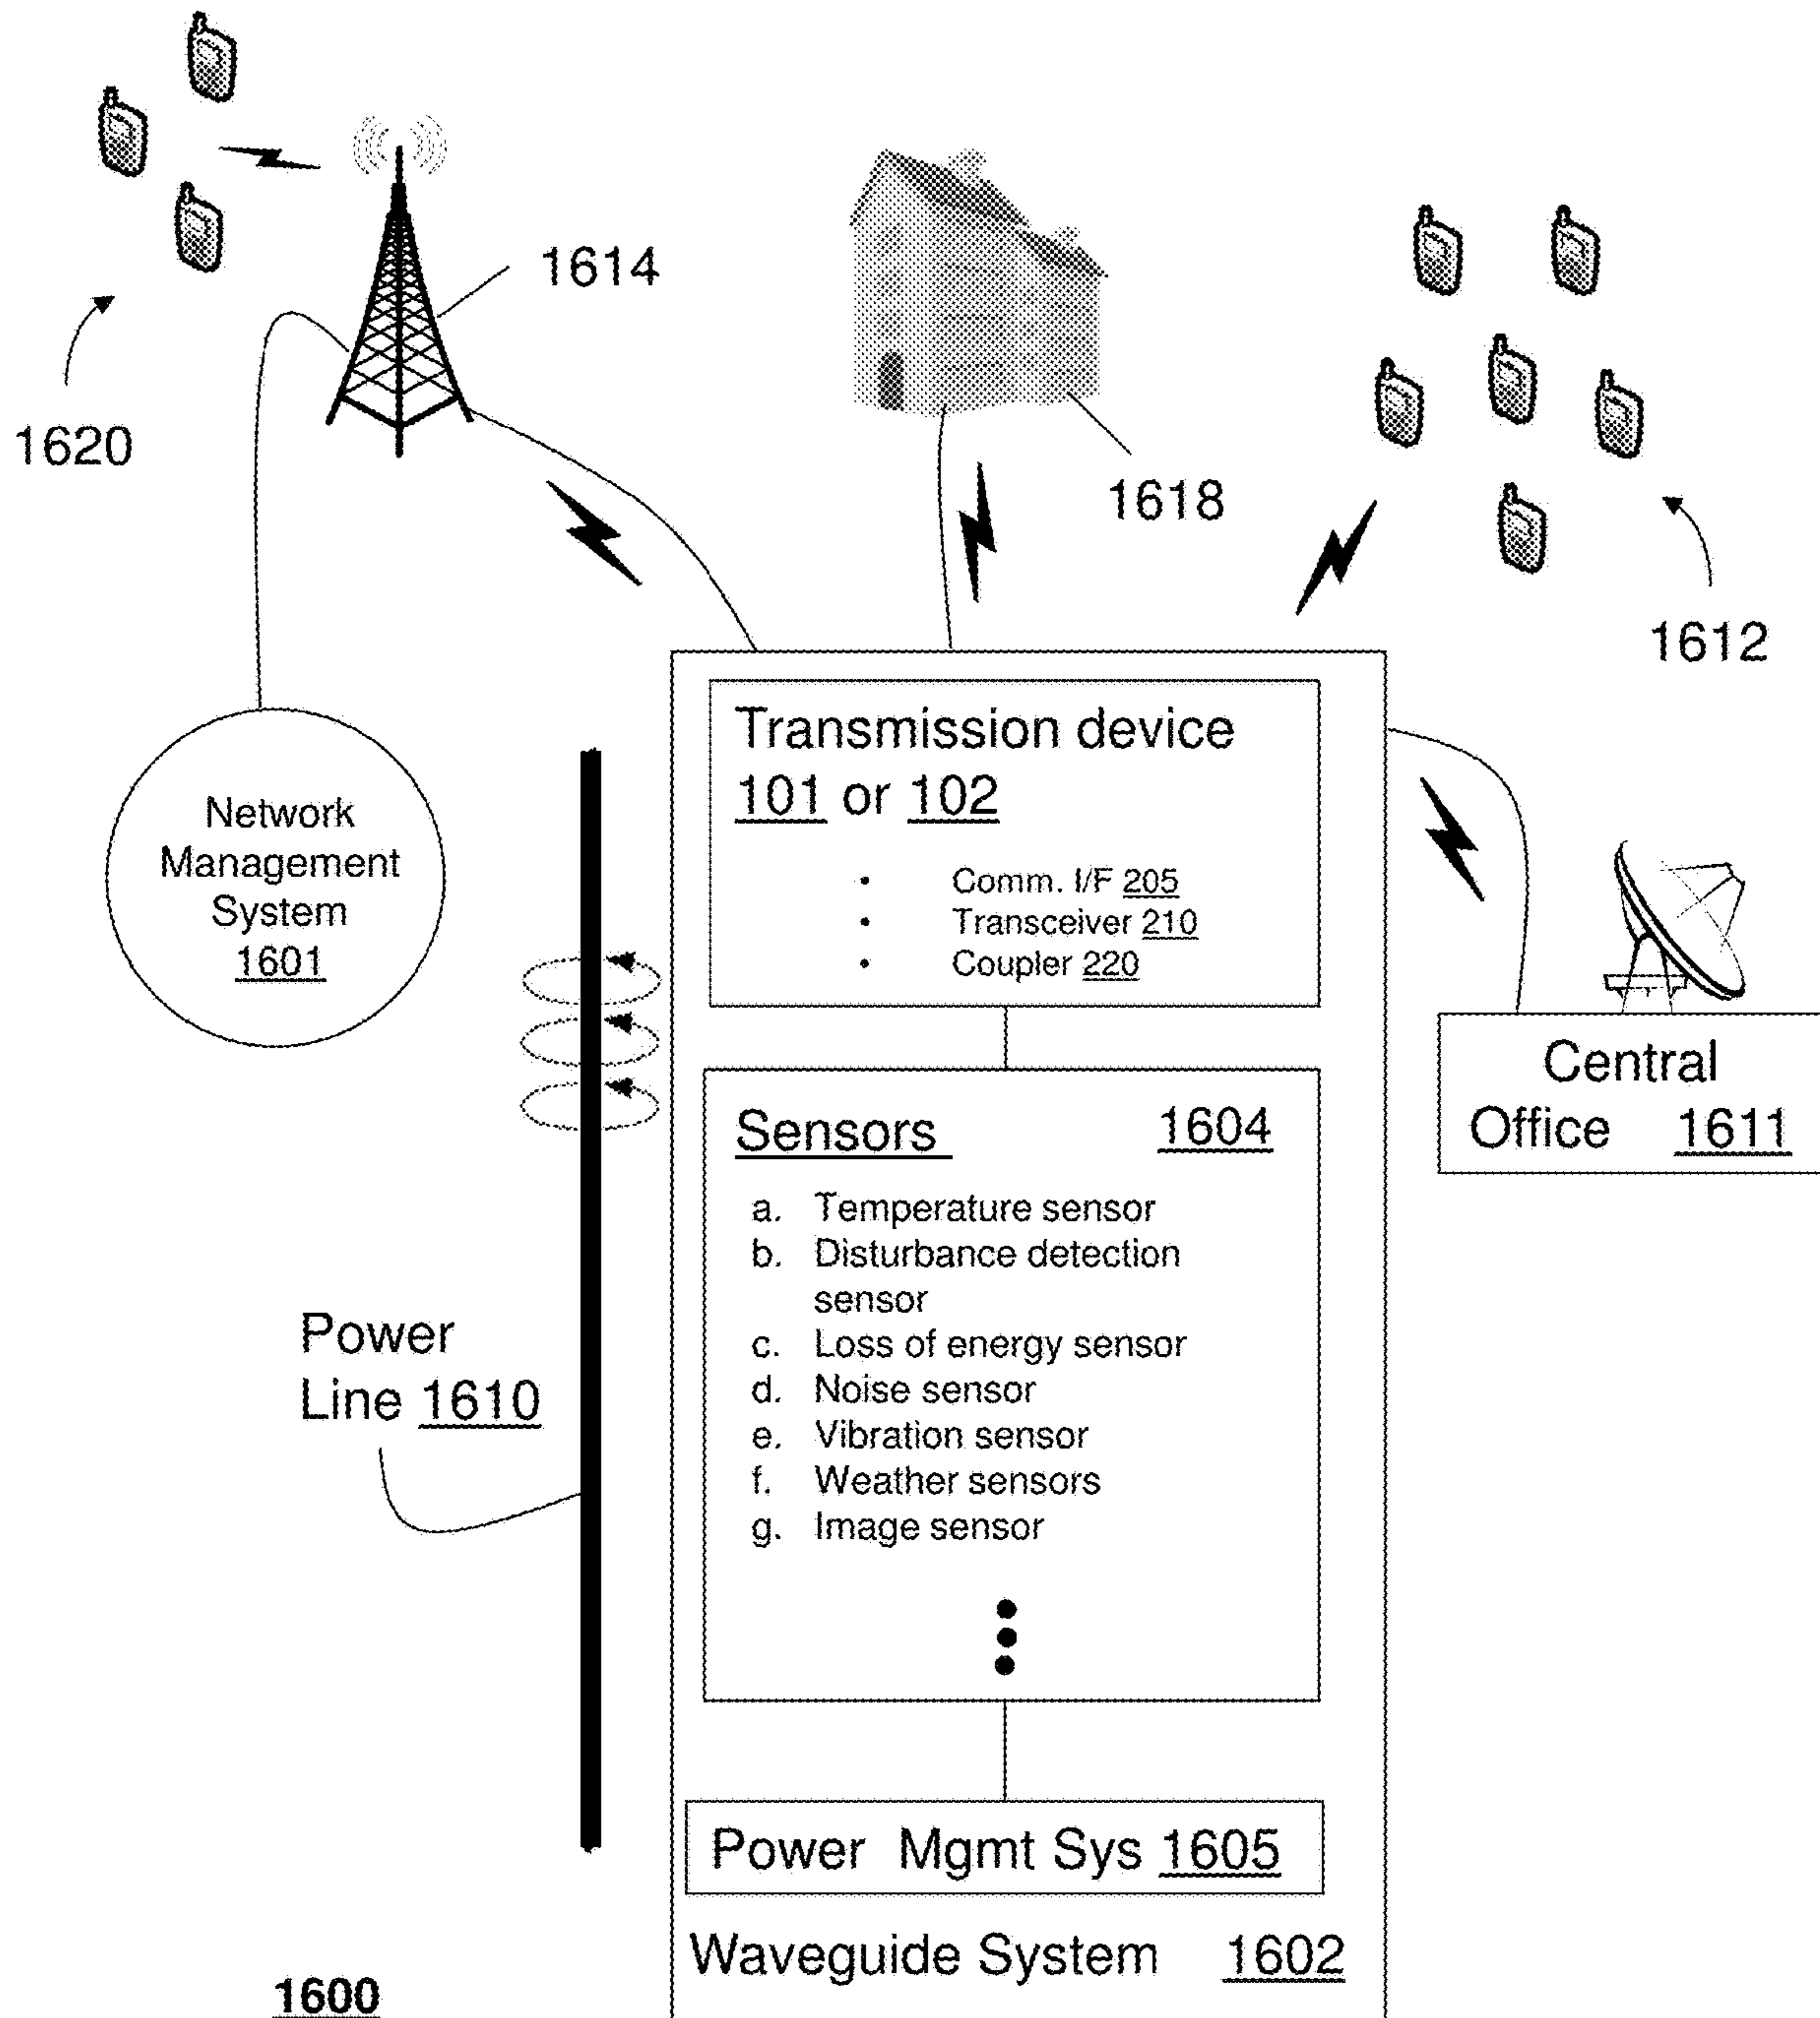 1614
1620
1618
1612
Network
Management
System
1601
Transmission device
101 or 102
• Comm. I/F 205
• Transceiver 210
• Coupler 220
Central
Office 1611
Sensors 1604
a. Temperature sensor
b. Disturbance detection
sensor
c. Loss of energy sensor
d. Noise sensor
e. Vibration sensor
f. Weather sensors
g. Image sensor
Power
Line 1610
Power Mgmt Sys 1605
Waveguide System 1602
1600